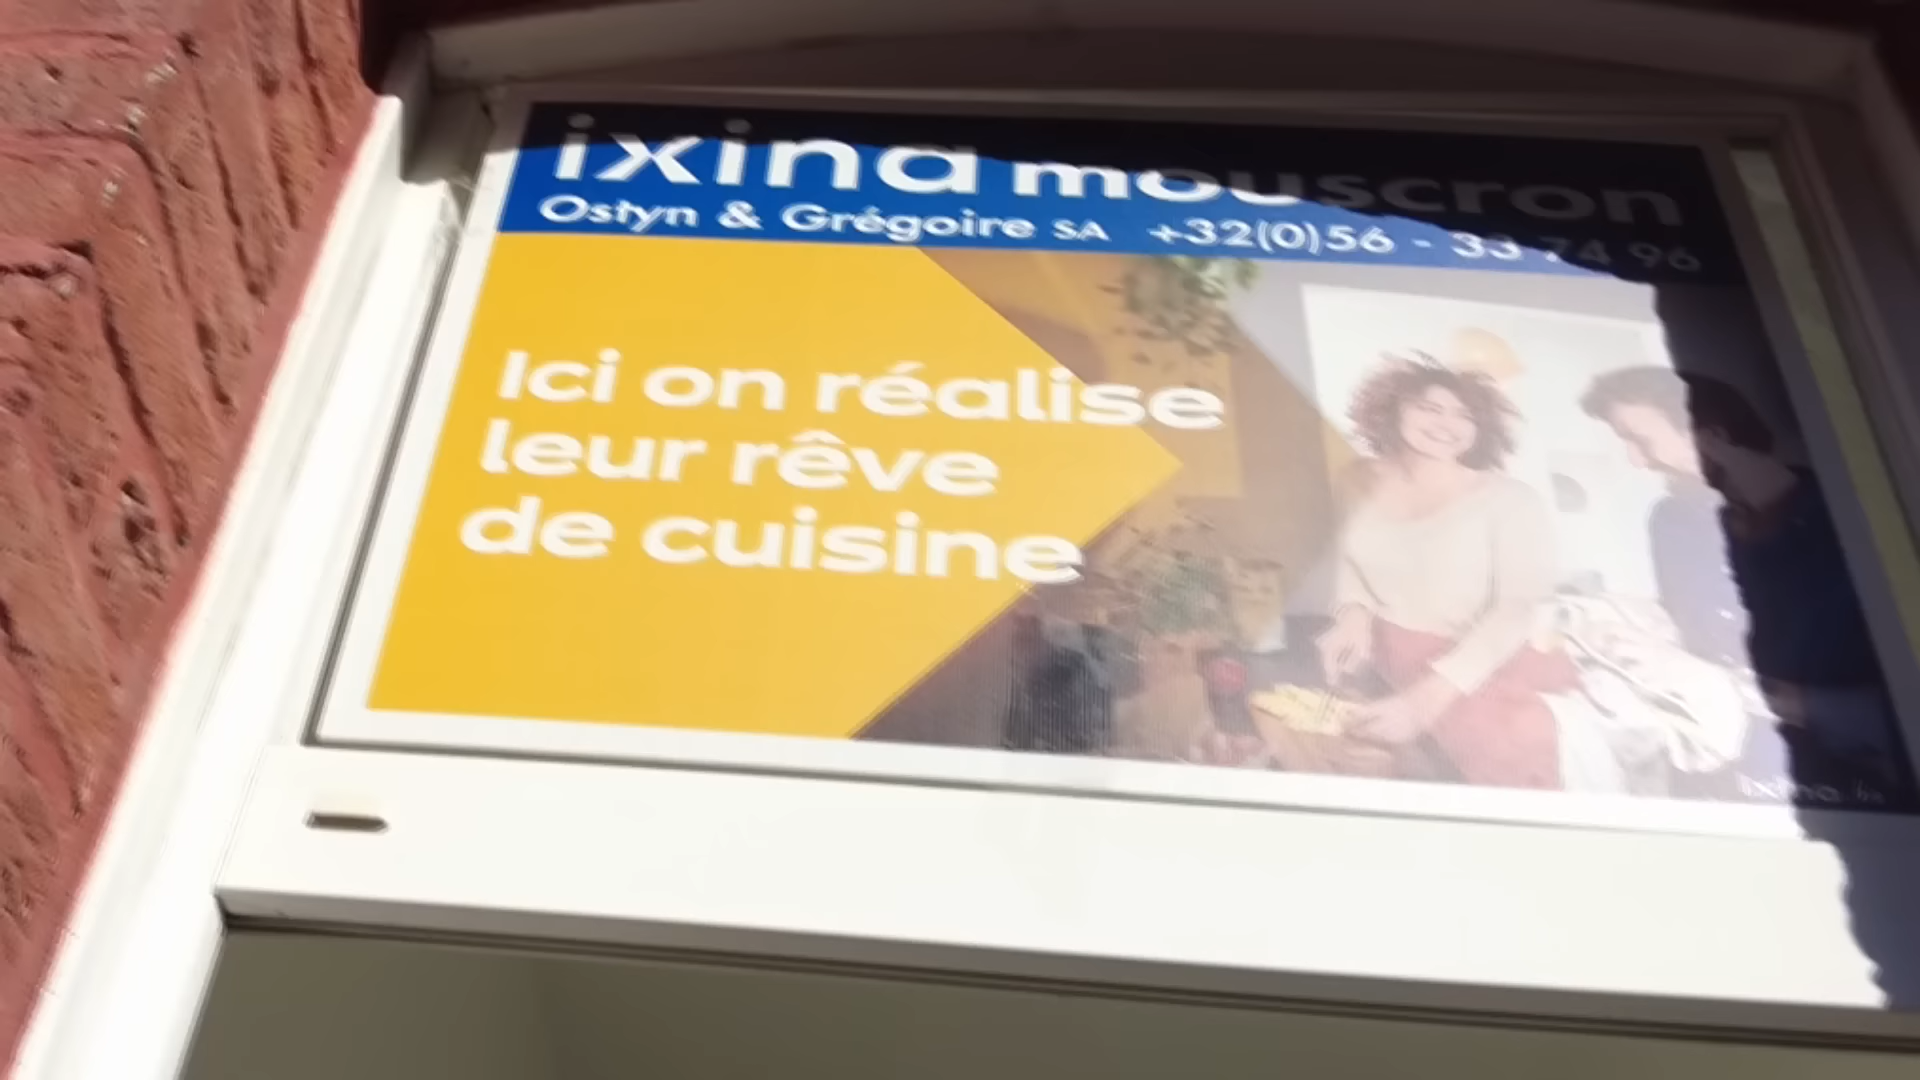 ixina mouscron
Ostyn & Grégoire SA +32(0)56 - 33 74 96
Ici on réalise
leur rêve
de cuisine